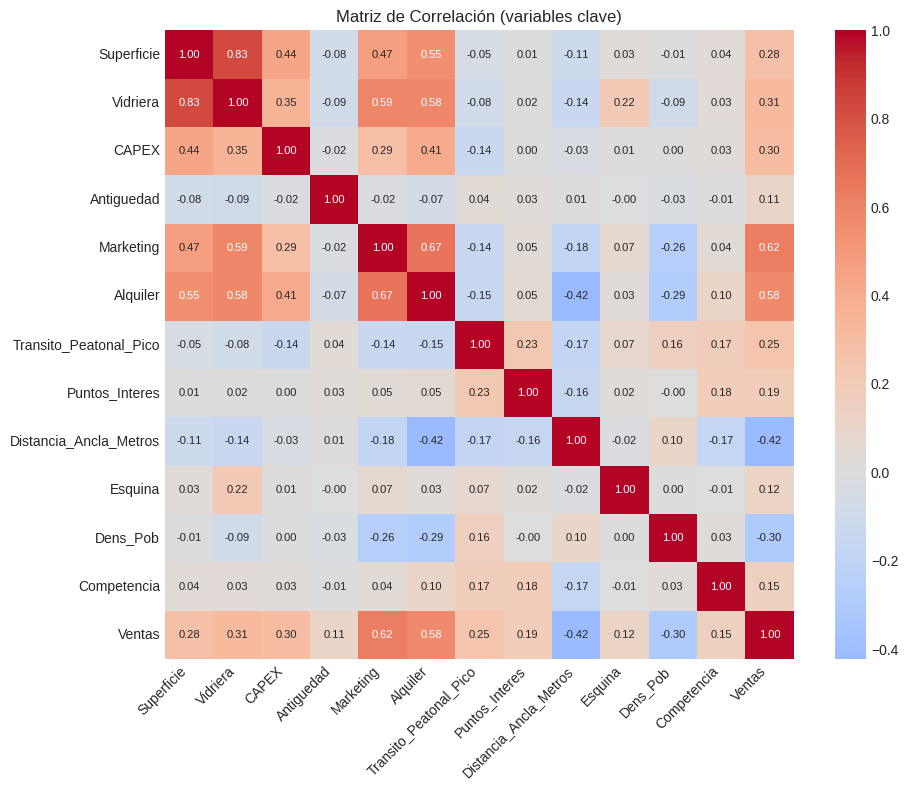 Matriz de Correlación (variables clave)
Superficie 1.00 0.83 0.44 -0.08 0.47 0.55 -0.05 0.01 -0.11 0.03 -0.01 0.04 0.28
Vidriera 0.83 1.00 0.35 -0.09 0.59 0.58 -0.08 0.02 -0.14 0.22 -0.09 0.03 0.31
CAPEX 0.44 0.35 1.00 -0.02 0.29 0.41 -0.14 0.00 -0.03 0.01 0.00 0.03 0.30
Antiguedad -0.08 -0.09 -0.02 1.00 -0.02 -0.07 0.04 0.03 0.01 -0.00 -0.03 -0.01 0.11
Marketing 0.47 0.59 0.29 -0.02 1.00 0.67 -0.14 0.05 -0.18 0.07 -0.26 0.04 0.62
Alquiler 0.55 0.58 0.41 -0.07 0.67 1.00 -0.15 0.05 -0.42 0.03 -0.29 0.10 0.58
Transito_Peatonal_Pico -0.05 -0.08 -0.14 0.04 -0.14 -0.15 1.00 0.23 -0.17 0.07 0.16 0.17 0.25
Puntos_Interes 0.01 0.02 0.00 0.03 0.05 0.05 0.23 1.00 -0.16 0.02 -0.00 0.18 0.19
Distancia_Ancla_Metros -0.11 -0.14 -0.03 0.01 -0.18 -0.42 -0.17 -0.16 1.00 -0.02 0.10 -0.17 -0.42
Esquina 0.03 0.22 0.01 -0.00 0.07 0.03 0.07 0.02 -0.02 1.00 0.00 -0.01 0.12
Dens_Pob -0.01 -0.09 0.00 -0.03 -0.26 -0.29 0.16 -0.00 0.10 0.00 1.00 0.03 -0.30
Competencia 0.04 0.03 0.03 -0.01 0.04 0.10 0.17 0.18 -0.17 -0.01 0.03 1.00 0.15
Ventas 0.28 0.31 0.30 0.11 0.62 0.58 0.25 0.19 -0.42 0.12 -0.30 0.15 1.00
Superficie
Vidriera
CAPEX
Antiguedad
Marketing
Alquiler
Transito_Peatonal_Pico
Puntos_Interes
Distancia_Ancla_Metros
Esquina
Dens_Pob
Competencia
Ventas
1.0
0.8
0.6
0.4
0.2
0.0
−0.2
−0.4